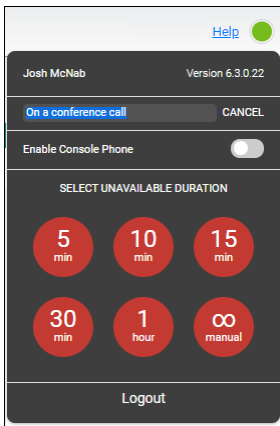 Help
Josh McNab Version 6.3.0.22
On a conference call CANCEL
Enable Console Phone
SELECT UNAVAILABLE DURATION
5 10 15
min min min
30 1 ∞
min hour manual
Logout